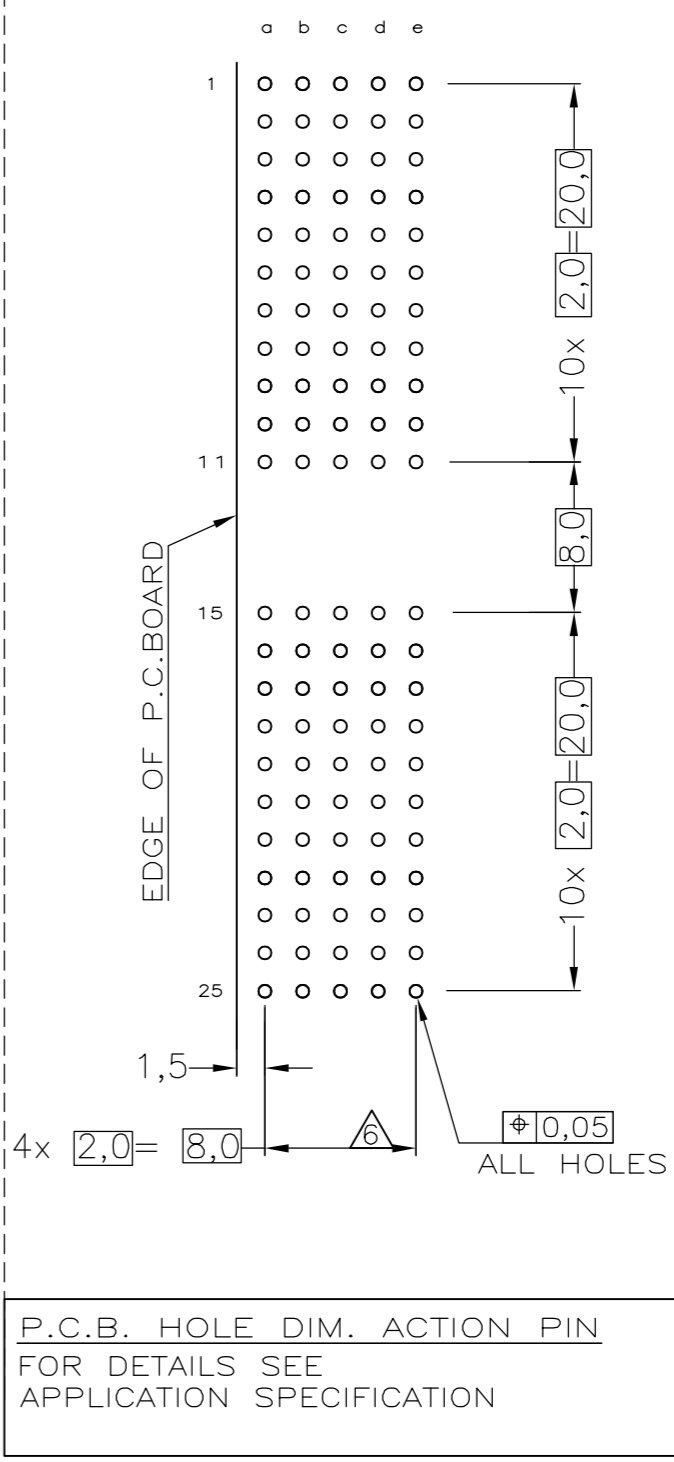 a b c d e
1
10x 2,0=20,0
11
8,0
EDGE OF P.C.BOARD
15
10x 2,0=20,0
25
1,5
4x 2,0= 8,0
6
⌖ 0,05
ALL HOLES
P.C.B. HOLE DIM. ACTION PIN
FOR DETAILS SEE
APPLICATION SPECIFICATION